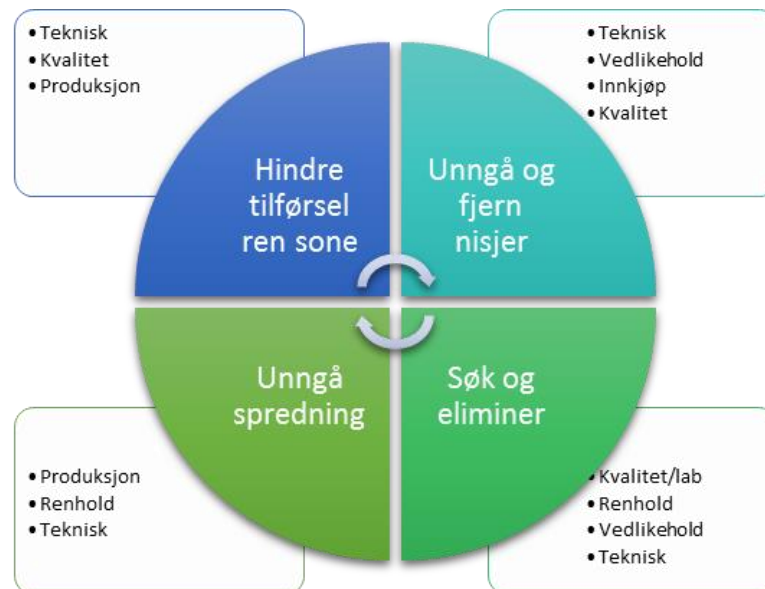 • Teknisk
• Kvalitet
• Produksjon
• Teknisk
• Vedlikehold
• Innkjøp
• Kvalitet
Hindre
tilførsel
ren sone
Unngå og
fjern
nisjer
Unngå
spredning
Søk og
eliminer
• Produksjon
• Renhold
• Teknisk
• Kvalitet/lab
• Renhold
• Vedlikehold
• Teknisk